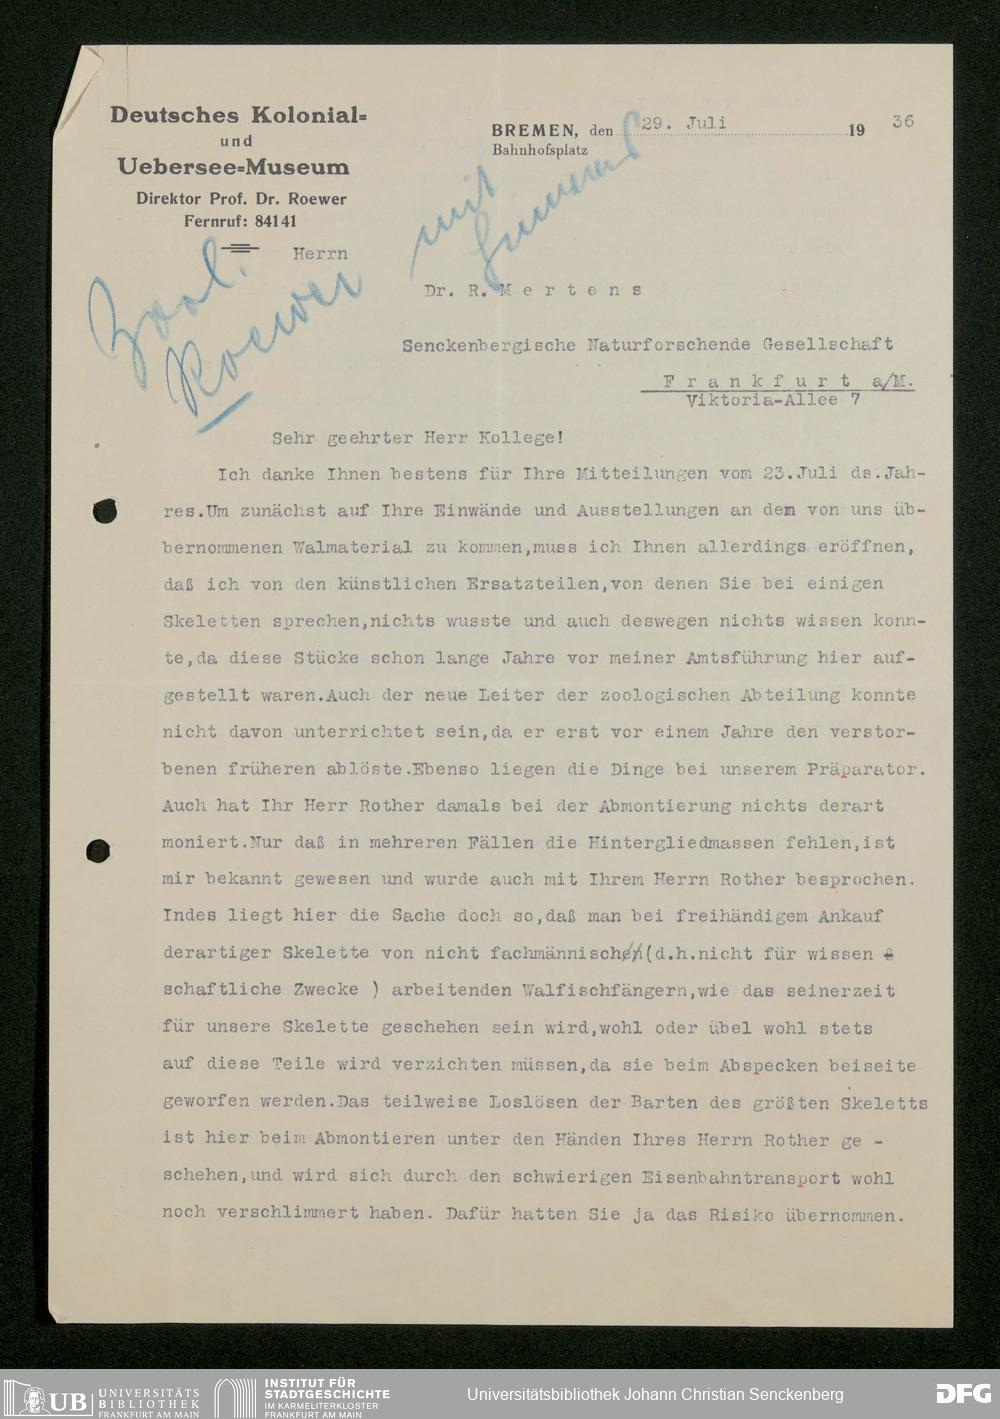 Deutsches Kolonial=
und
Uebersee=Museum
Direktor Prof. Dr. Roewer
Fernruf: 84141
BREMEN, den 29. Juli 1936
Bahnhofsplatz
Zool.
Roewer
mit
Herrn
Dr. R. Mertens
Senckenbergische Naturforschende Gesellschaft
Frankfurt a/M.
Viktoria-Allee 7
Sehr geehrter Herr Kollege!
Ich danke Ihnen bestens für Ihre Mitteilungen vom 23.Juli ds.Jah-
res.Um zunächst auf Ihre Einwände und Ausstellungen an dem von uns üb-
bernommenen Walmaterial zu kommen,muss ich Ihnen allerdings eröffnen,
daß ich von den künstlichen Ersatzteilen,von denen Sie bei einigen
Skeletten sprechen,nichts wusste und auch deswegen nichts wissen konn-
te,da diese Stücke schon lange Jahre vor meiner Amtsführung hier auf-
gestellt waren.Auch der neue Leiter der zoologischen Abteilung konnte
nicht davon unterrichtet sein,da er erst vor einem Jahre den verstor-
benen früheren ablöste.Ebenso liegen die Dinge bei unserem Präparator.
Auch hat Ihr Herr Rother damals bei der Abmontierung nichts derart
moniert.Nur daß in mehreren Fällen die Hintergliedmassen fehlen,ist
mir bekannt gewesen und wurde auch mit Ihrem Herrn Rother besprochen.
Indes liegt hier die Sache doch so,daß man bei freihändigem Ankauf
derartiger Skelette von nicht fachmännisch(d.h.nicht für wissen
schaftliche Zwecke ) arbeitenden Walfischfängern,wie das seinerzeit
für unsere Skelette geschehen sein wird,wohl oder übel wohl stets
auf diese Teile wird verzichten müssen,da sie beim Abspecken beiseite
geworfen werden.Das teilweise Loslösen der Barten des größten Skeletts
ist hier beim Abmontieren unter den Händen Ihres Herrn Rother ge -
schehen,und wird sich durch den schwierigen Eisenbahntransport wohl
noch verschlimmert haben. Dafür hatten Sie ja das Risiko übernommen.
UB UNIVERSITÄTS
BIBLIOTHEK
FRANKFURT AM MAIN
INSTITUT FÜR
STADTGESCHICHTE
IM KARMELITERKLOSTER
FRANKFURT AM MAIN
Universitätsbibliothek Johann Christian Senckenberg
DFG